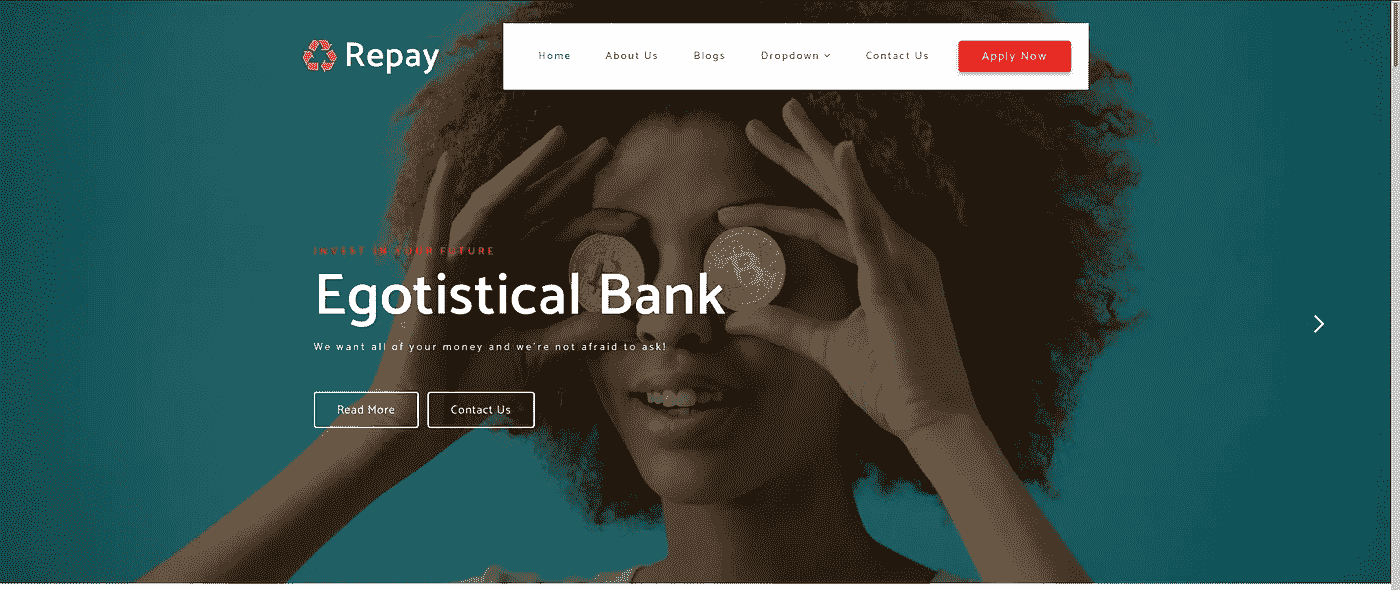 Repay
Home About Us Blogs Dropdown Contact Us Apply Now
INVEST IN YOUR FUTURE
Egotistical Bank
We want all of your money and we're not afraid to ask!
Read More Contact Us